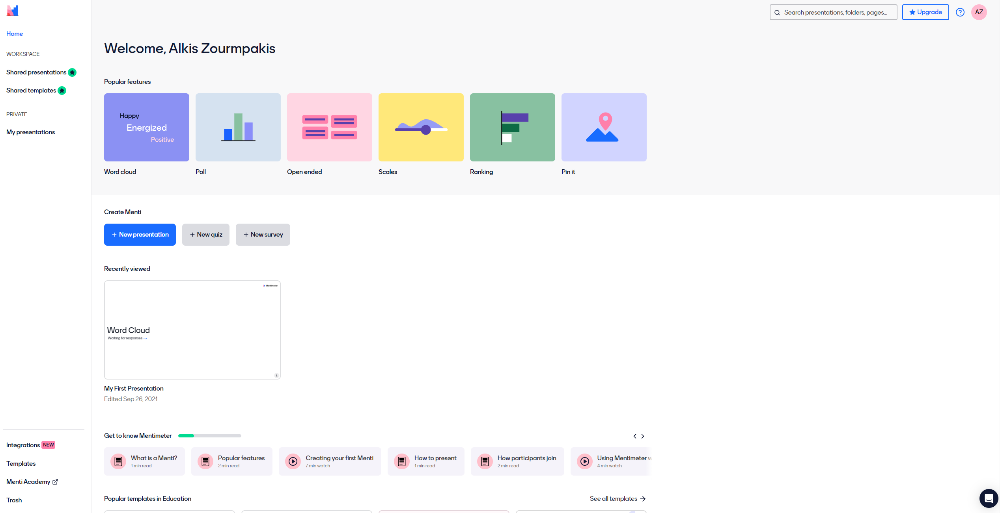 Search presentations, folders, pages...
Upgrade
?
AZ
Home
WORKSPACE
Shared presentations
Shared templates
PRIVATE
My presentations
Welcome, Alkis Zourmpakis
Popular features
Happy
Energized
Positive
Word cloud
Poll
Open ended
Scales
Ranking
Pin it
Create Menti
+ New presentation
+ New quiz
+ New survey
Recently viewed
Mentimeter
Word Cloud
Waiting for responses
My First Presentation
Edited Sep 26, 2021
Get to know Mentimeter
What is a Menti?
1 min read
Popular features
2 min read
Creating your first Menti
7 min watch
How to present
1 min read
How participants join
2 min read
Using Mentimeter w
4 min watch
Popular templates in Education
See all templates
Integrations NEW
Templates
Menti Academy
Trash